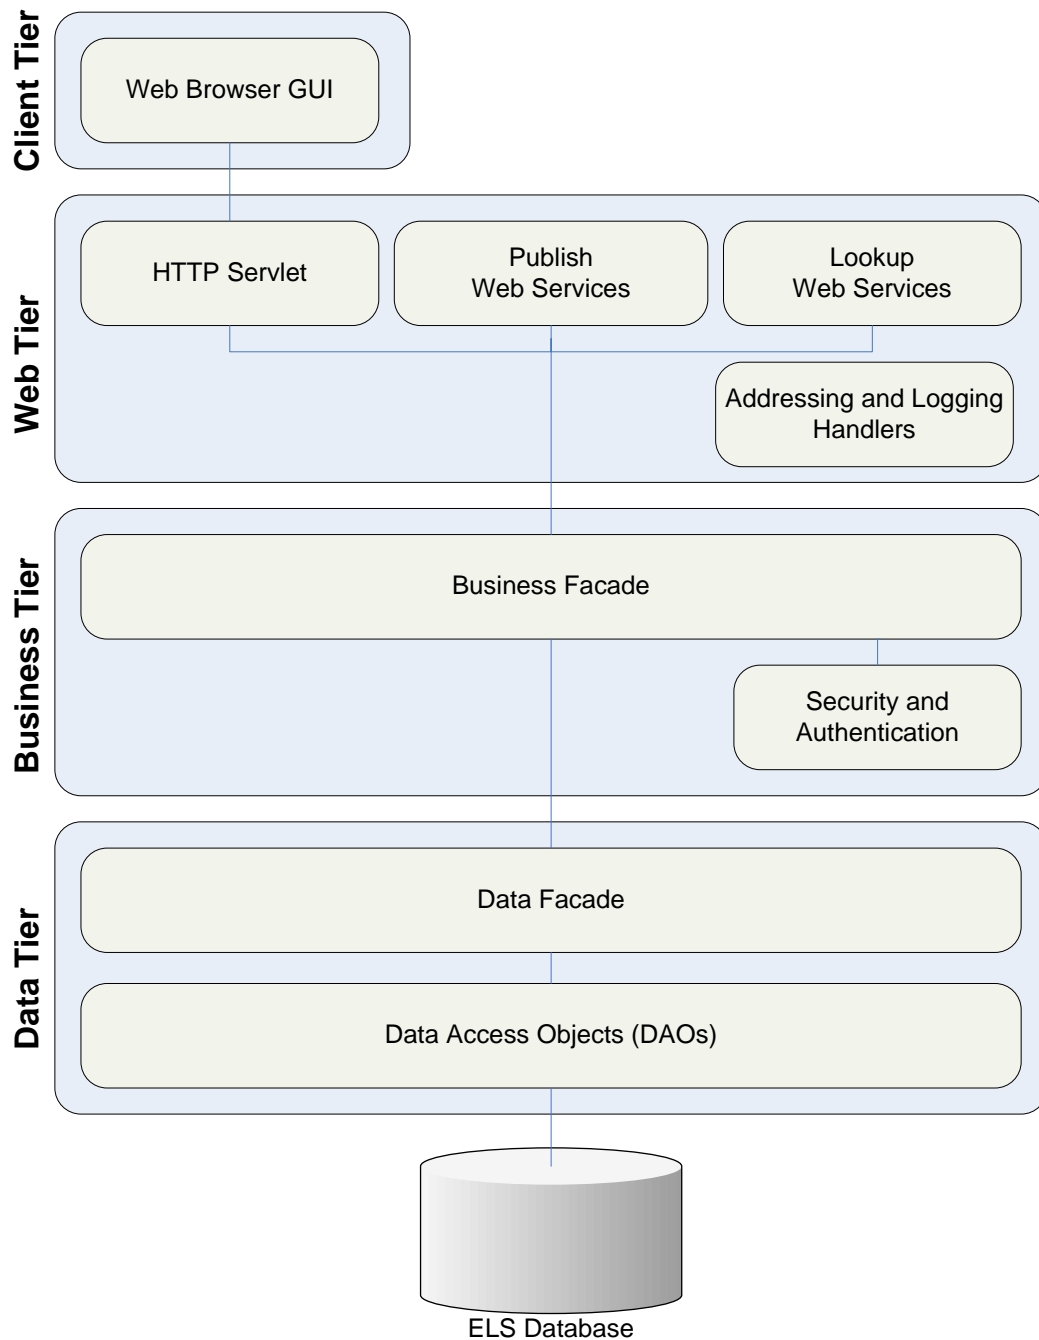 Client Tier
Web Browser GUI
Web Tier
HTTP Servlet
Publish
Web Services
Lookup
Web Services
Addressing and Logging
Handlers
Business Tier
Business Facade
Security and
Authentication
Data Tier
Data Facade
Data Access Objects (DAOs)
ELS Database